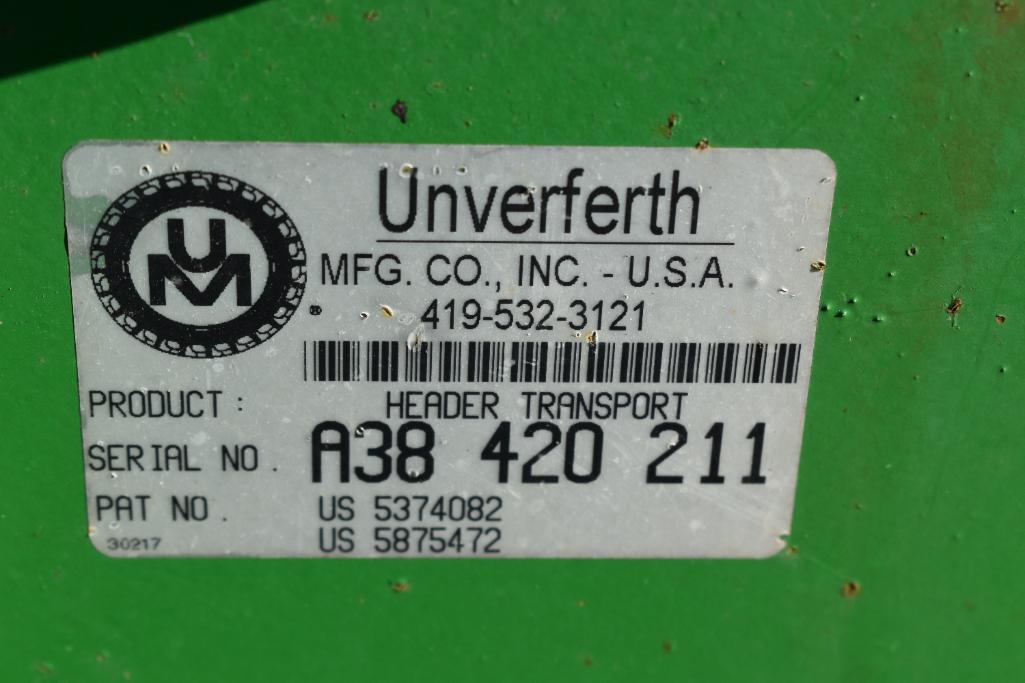 UM
Unverferth
MFG. CO., INC. - U.S.A.
®
419-532-3121
PRODUCT : HEADER TRANSPORT
SERIAL NO. A38 420 211
PAT NO. US 5374082
US 5875472
30217